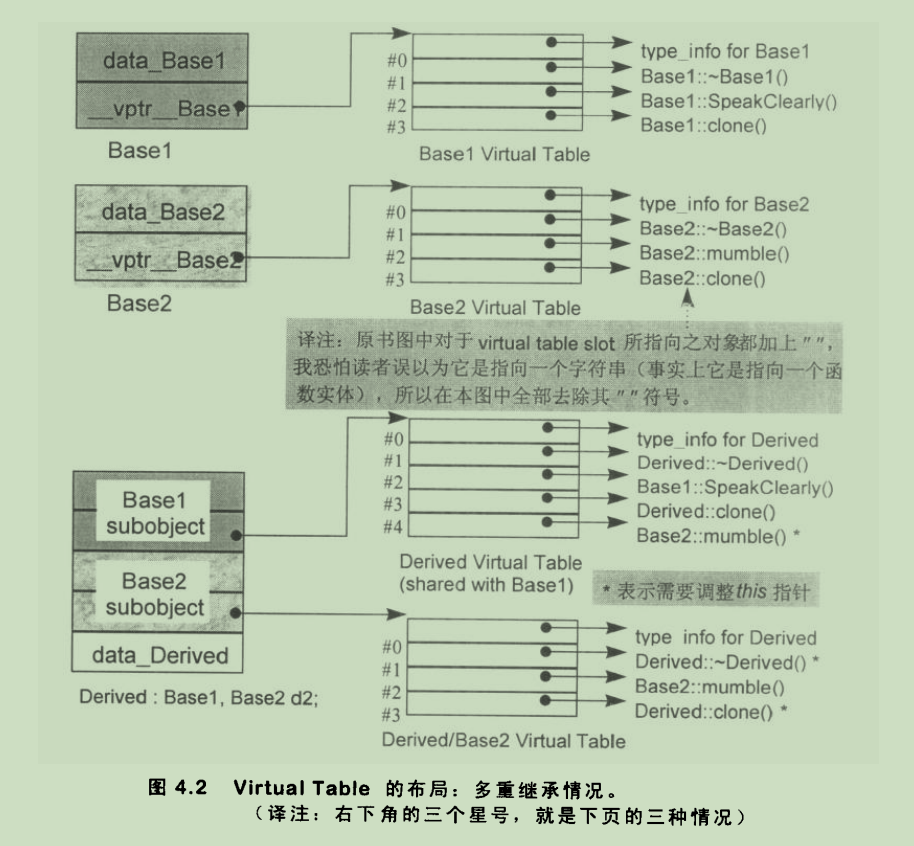 data_Base1
__vptr__Base1
Base1
#0
#1
#2
#3
type_info for Base1
Base1::~Base1()
Base1::SpeakClearly()
Base1::clone()
Base1 Virtual Table
data_Base2
__vptr__Base2
Base2
#0
#1
#2
#3
type_info for Base2
Base2::~Base2()
Base2::mumble()
Base2::clone()
Base2 Virtual Table
译注：原书图中对于 virtual table slot 所指向之对象都加上 ″ ″，
我恐怕读者误以为它是指向一个字符串（事实上它是指向一个函
数实体），所以在本图中全部去除其 ″ ″ 符号。
Base1
subobject
Base2
subobject
data_Derived
Derived : Base1, Base2 d2;
#0
#1
#2
#3
#4
type_info for Derived
Derived::~Derived()
Base1::SpeakClearly()
Derived::clone()
Base2::mumble() *
Derived Virtual Table
(shared with Base1)
* 表示需要调整this 指针
#0
#1
#2
#3
type info for Derived
Derived::~Derived() *
Base2::mumble()
Derived::clone() *
Derived/Base2 Virtual Table
图 4.2 Virtual Table 的布局：多重继承情况。
（译注：右下角的三个星号，就是下页的三种情况）